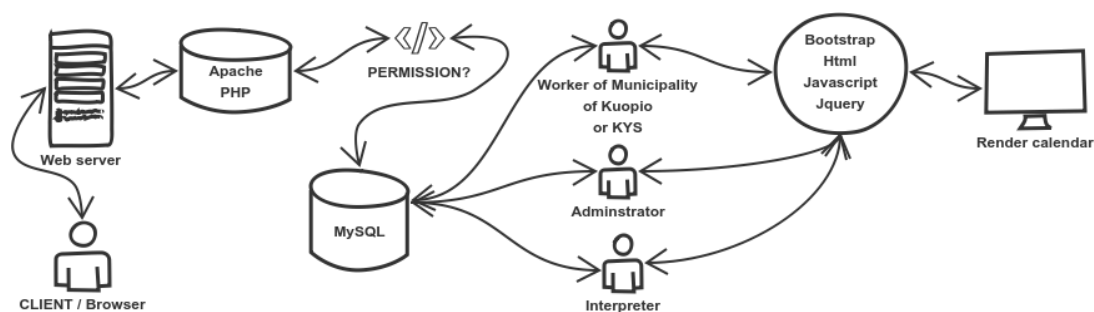 Web server
CLIENT / Browser
Apache
PHP
</>
PERMISSION?
MySQL
Worker of Municipality
of Kuopio
or KYS
Adminstrator
Interpreter
Bootstrap
Html
Javascript
Jquery
Render calendar